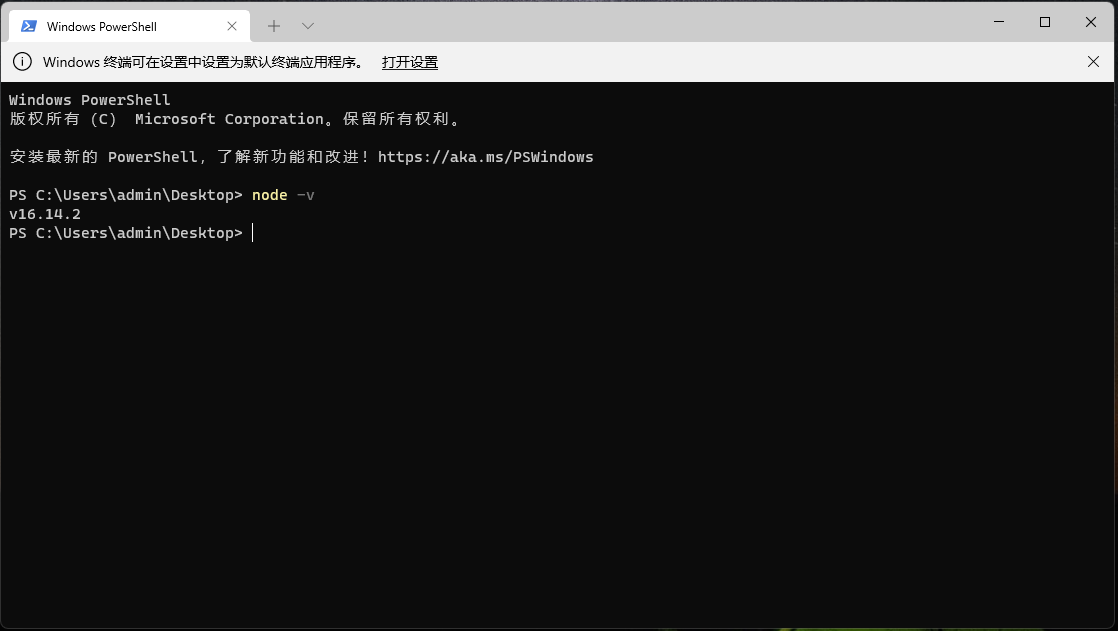 Windows PowerShell
Windows 终端可在设置中设置为默认终端应用程序。 打开设置
Windows PowerShell
版权所有 (C) Microsoft Corporation。保留所有权利。
安装最新的 PowerShell，了解新功能和改进！https://aka.ms/PSWindows
PS C:\Users\admin\Desktop> node -v
v16.14.2
PS C:\Users\admin\Desktop>